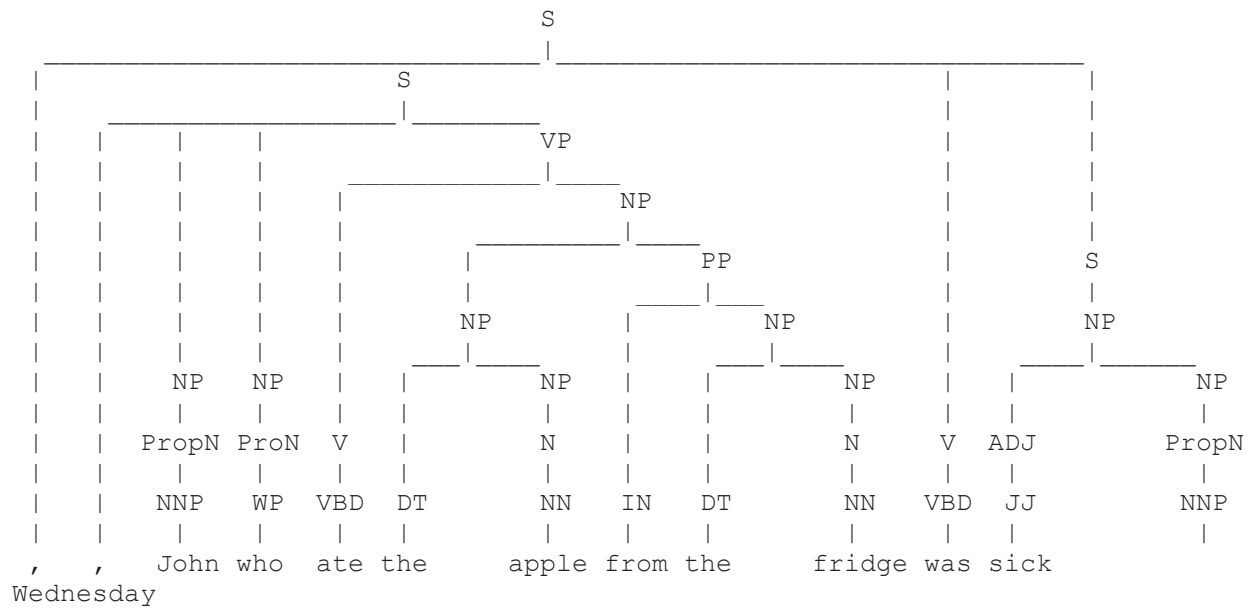 S
S
VP
NP
PP S
NP NP NP
NP NP NP NP NP
PropN ProN V N N V ADJ PropN
NNP WP VBD DT NN IN DT NN VBD JJ NNP
, , John who ate the apple from the fridge was sick
Wednesday